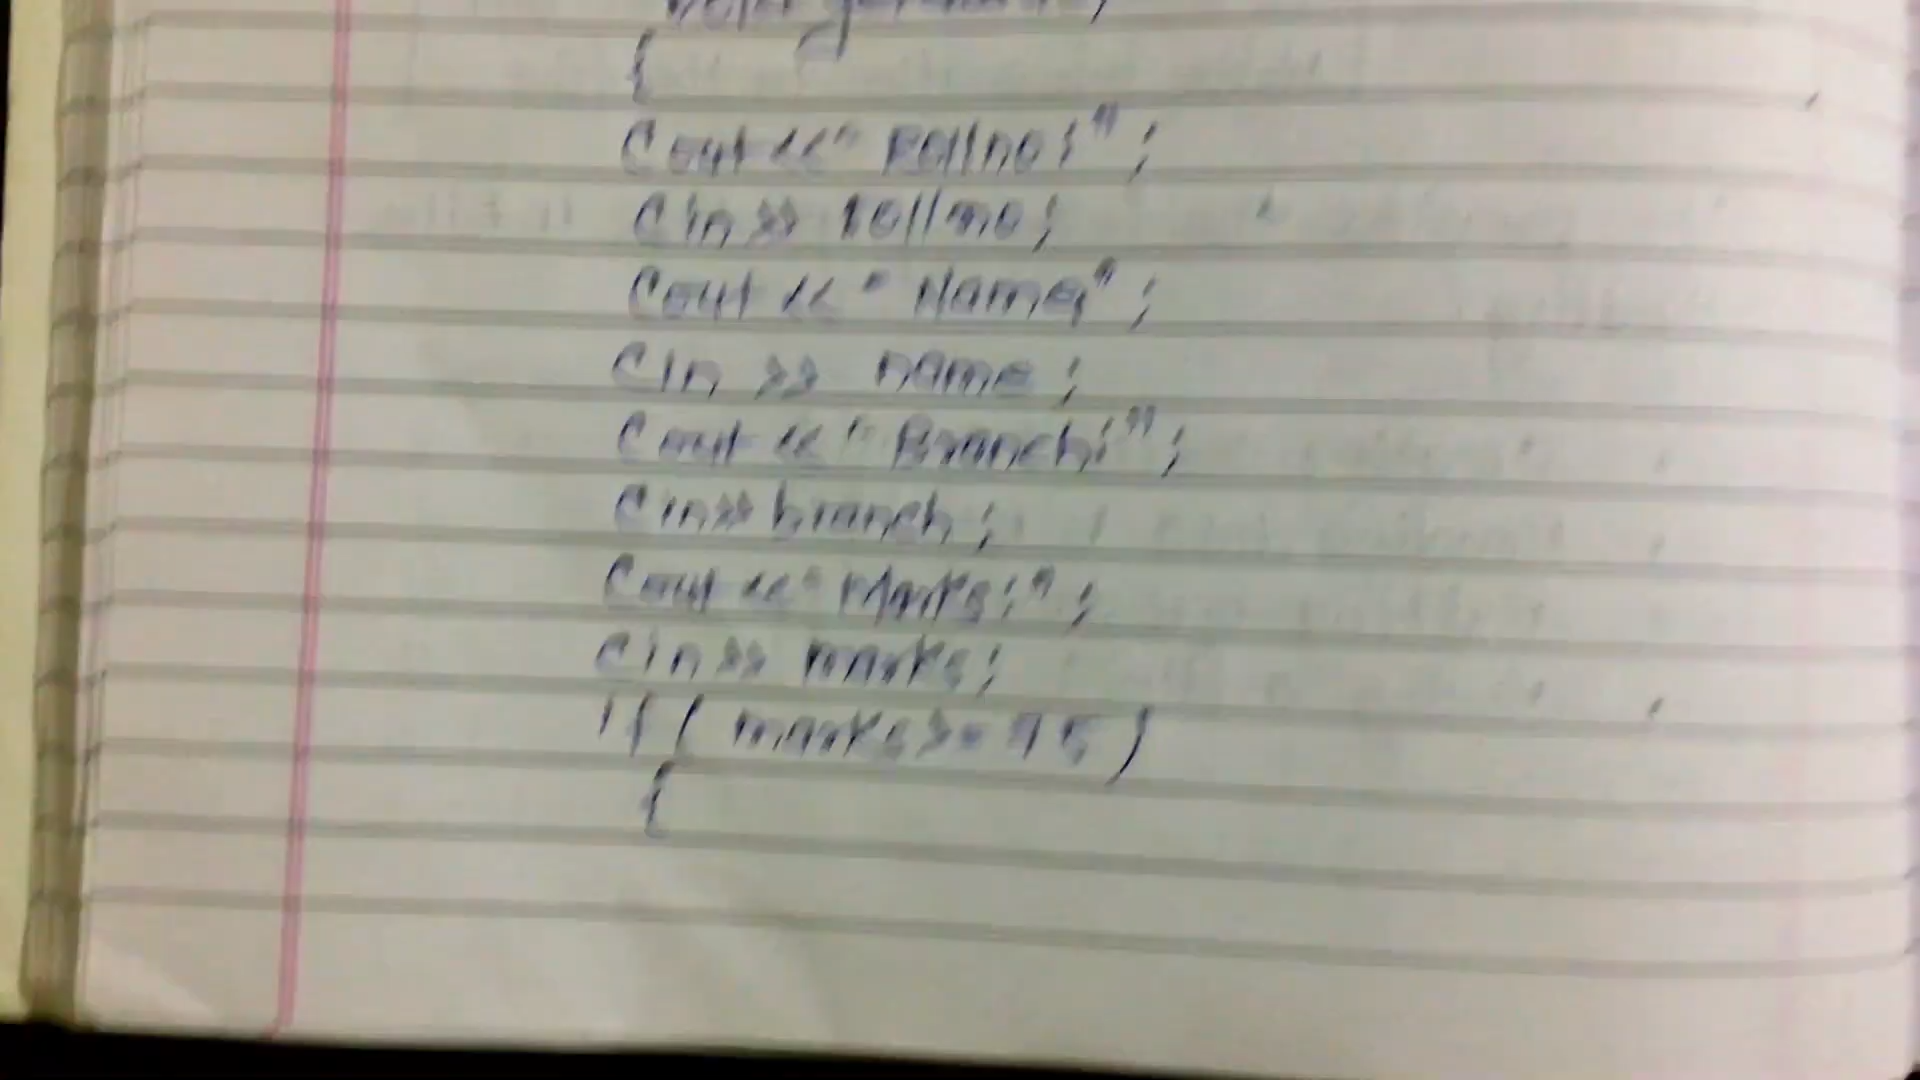 {
Cout << " Rollno:" ;
Cin >> rollno ;
Cout << " Name" ;
Cin >> name ;
Cout << " Branch:" ;
Cin >> branch ;
Cout << " Marks:" ;
Cin >> marks ;
if ( marks >= 75 )
{